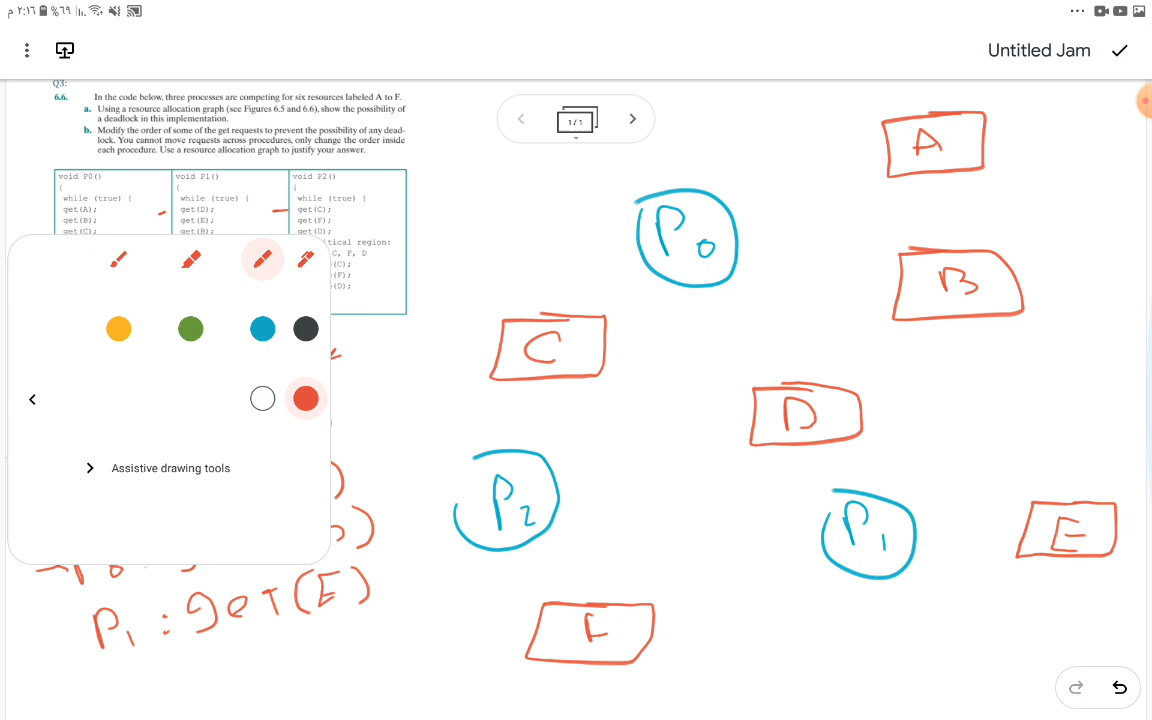 م ٢:١٦ %٦٩
Untitled Jam
Q3:
6.6. In the code below, three processes are competing for six resources labeled A to F.
a. Using a resource allocation graph (see Figures 6.5 and 6.6), show the possibility of
a deadlock in this implementation.
b. Modify the order of some of the get requests to prevent the possibility of any dead-
lock. You cannot move requests across procedures, only change the order inside
each procedure. Use a resource allocation graph to justify your answer.
void P0() void P1() void P2()
{ { {
while (true) { while (true) { while (true) {
get(A); get(D); get(C);
get(B); get(E); get(F);
get(C); get(B); get(D);
tical region:
C, F, D
(C);
(F);
(D);
1/1
A
P0
B
C
D
P2
P1
E
F
Assistive drawing tools
P1 : get(E)